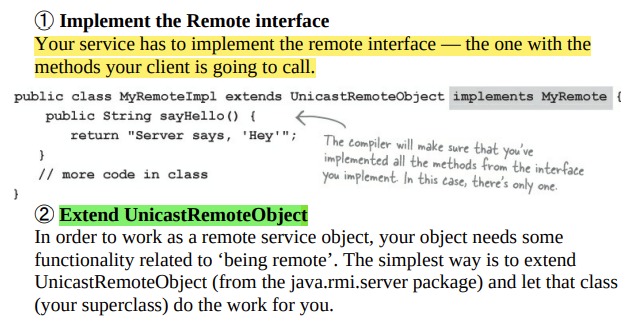 ① Implement the Remote interface
Your service has to implement the remote interface — the one with the
methods your client is going to call.
public class MyRemoteImpl extends UnicastRemoteObject implements MyRemote {
public String sayHello() {
return "Server says, 'Hey'";
}
// more code in class
}
The compiler will make sure that you've
implemented all the methods from the interface
you implement. In this case, there's only one.
② Extend UnicastRemoteObject
In order to work as a remote service object, your object needs some
functionality related to ‘being remote’. The simplest way is to extend
UnicastRemoteObject (from the java.rmi.server package) and let that class
(your superclass) do the work for you.